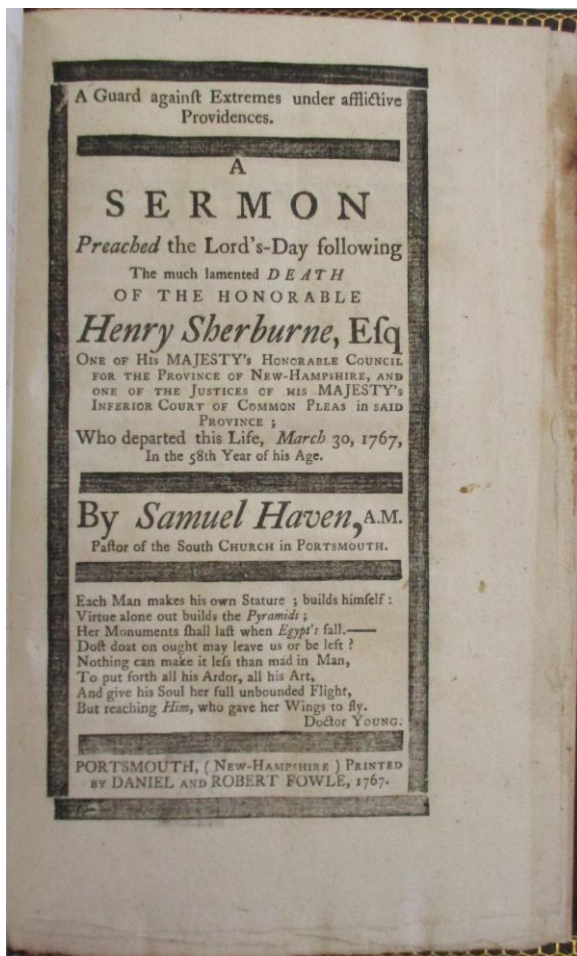 A Guard againſt Extremes under afflictive
Providences.
A
SERMON
Preached the Lord's-Day following
The much lamented DEATH
OF THE HONORABLE
Henry Sherburne, Eſq
ONE OF HIS MAJESTY's HONORABLE COUNCIL
FOR THE PROVINCE OF NEW-HAMPSHIRE, AND
ONE OF THE JUSTICES OF HIS MAJESTY's
INFERIOR COURT OF COMMON PLEAS in SAID
PROVINCE ;
Who departed this Life, March 30, 1767,
In the 58th Year of his Age.
By Samuel Haven, A.M.
Paſtor of the South CHURCH in PORTSMOUTH.
Each Man makes his own Stature ; builds himſelf :
Virtue alone out builds the Pyramids ;
Her Monuments ſhall laſt when Egypt's fall.——
Doſt doat on ought may leave us or be left ?
Nothing can make it leſs than mad in Man,
To put forth all his Ardor, all his Art,
And give his Soul her full unbounded Flight,
But reaching Him, who gave her Wings to fly.
Doctor YOUNG.
PORTSMOUTH, ( NEW-HAMPSHIRE ) PRINTED
BY DANIEL AND ROBERT FOWLE, 1767.